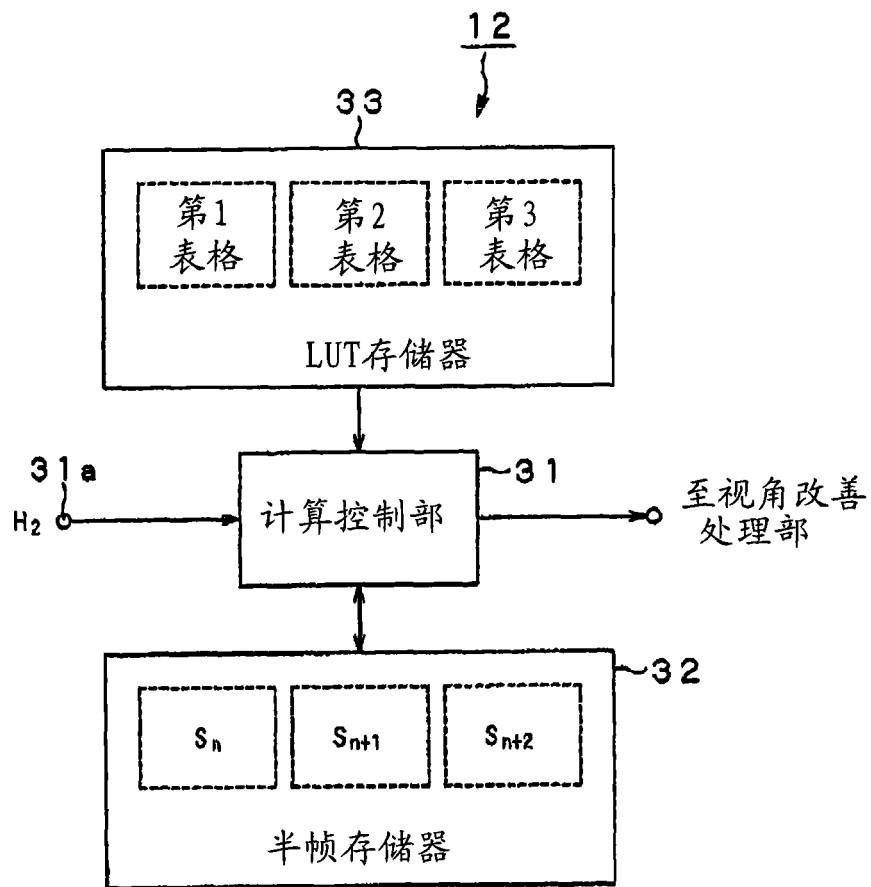 12
33
第1
表格
第2
表格
第3
表格
LUT存储器
31a
H₂
31
计算控制部
至视角改善
处理部
32
Sₙ
Sₙ₊₁
Sₙ₊₂
半帧存储器